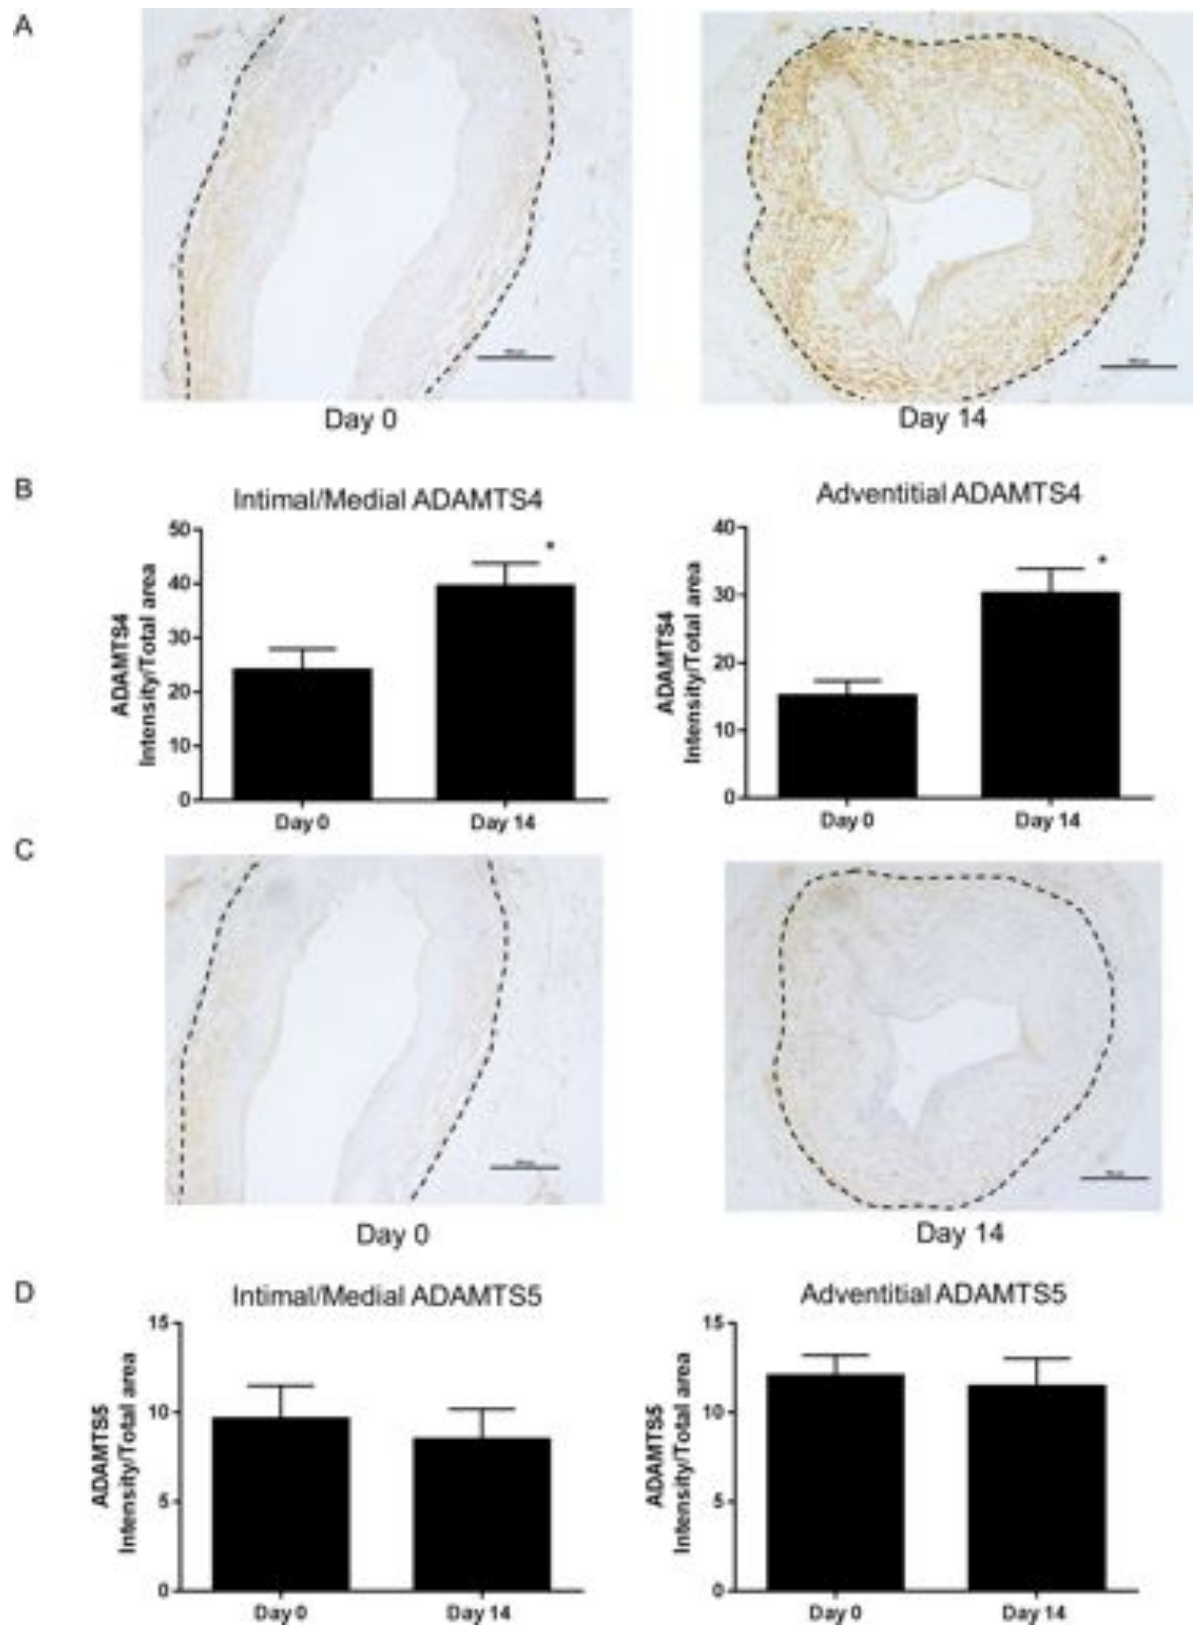 A
Day 0
Day 14
B
Intimal/Medial ADAMTS4
Adventitial ADAMTS4
ADAMTS4
Intensity/Total area
50
40
30
20
10
0
*
Day 0
Day 14
ADAMTS4
Intensity/Total area
40
30
20
10
0
*
Day 0
Day 14
C
Day 0
Day 14
D
Intimal/Medial ADAMTS5
Adventitial ADAMTS5
ADAMTS5
Intensity/Total area
15
10
5
0
Day 0
Day 14
ADAMTS5
Intensity/Total area
15
10
5
0
Day 0
Day 14